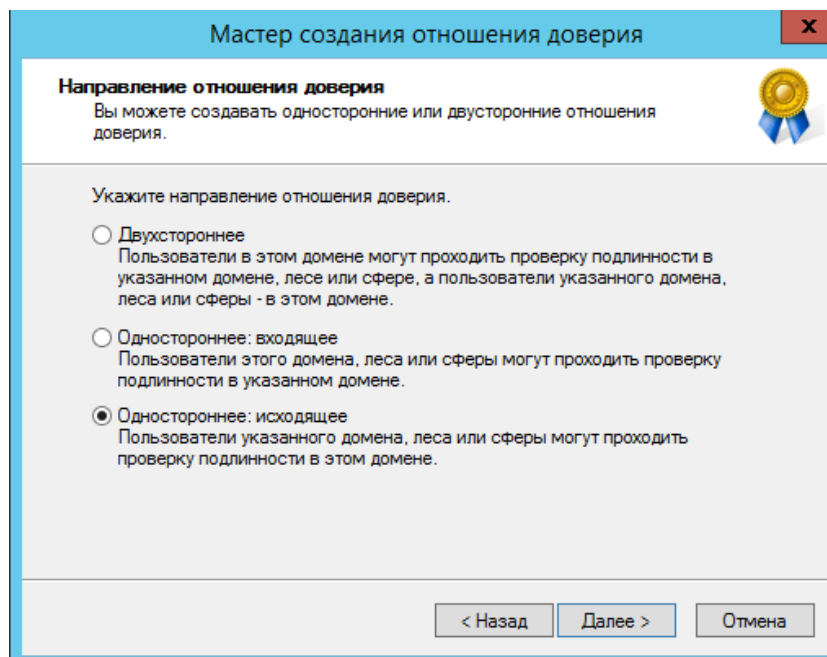 Мастер создания отношения доверия
x
Направление отношения доверия
Вы можете создавать односторонние или двусторонние отношения
доверия.
Укажите направление отношения доверия.
Двухстороннее
Пользователи в этом домене могут проходить проверку подлинности в
указанном домене, лесе или сфере, а пользователи указанного домена,
леса или сферы - в этом домене.
Одностороннее: входящее
Пользователи этого домена, леса или сферы могут проходить проверку
подлинности в указанном домене.
Одностороннее: исходящее
Пользователи указанного домена, леса или сферы могут проходить
проверку подлинности в этом домене.
< Назад
Далее >
Отмена